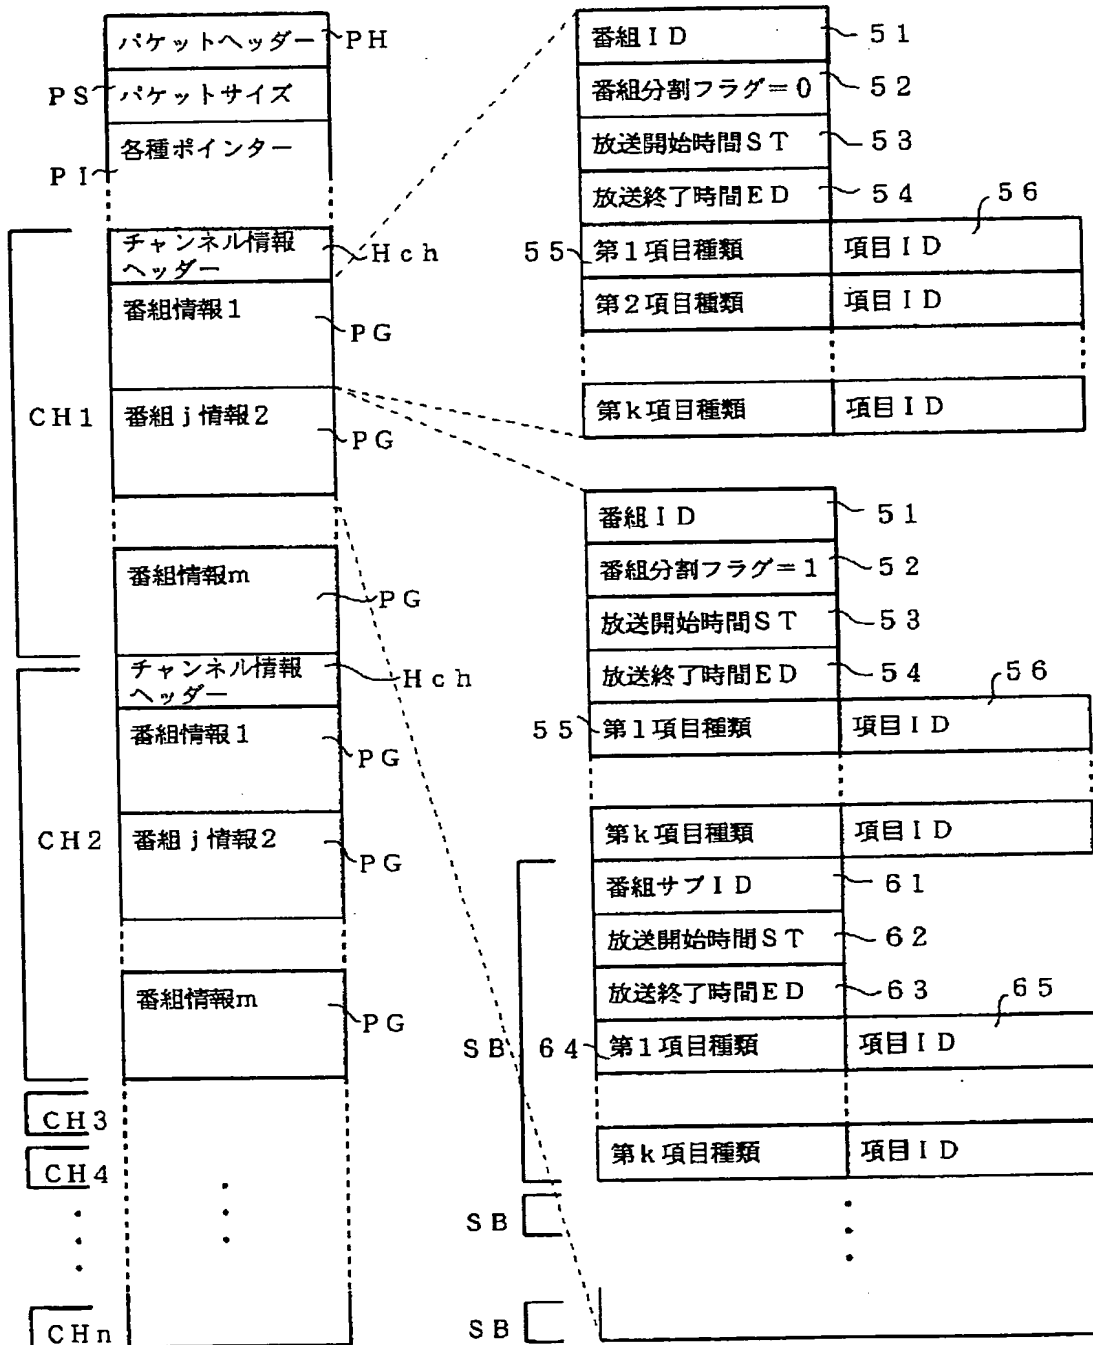 パケットヘッダー PH
PS パケットサイズ
各種ポインター
PI
チャンネル情報
ヘッダー
Hch
番組情報1
PG
CH1
番組j情報2
PG
番組情報m
PG
チャンネル情報
ヘッダー
Hch
番組情報1
PG
CH2
番組j情報2
PG
番組情報m
PG
CH3
CH4
CHn
番組ID 51
番組分割フラグ=0 52
放送開始時間ST 53
放送終了時間ED 54
56
55 第1項目種類 項目ID
第2項目種類 項目ID
第k項目種類 項目ID
番組ID 51
番組分割フラグ=1 52
放送開始時間ST 53
放送終了時間ED 54
56
55 第1項目種類 項目ID
第k項目種類 項目ID
番組サブID 61
放送開始時間ST 62
放送終了時間ED 63
65
SB 64 第1項目種類 項目ID
第k項目種類 項目ID
SB
SB